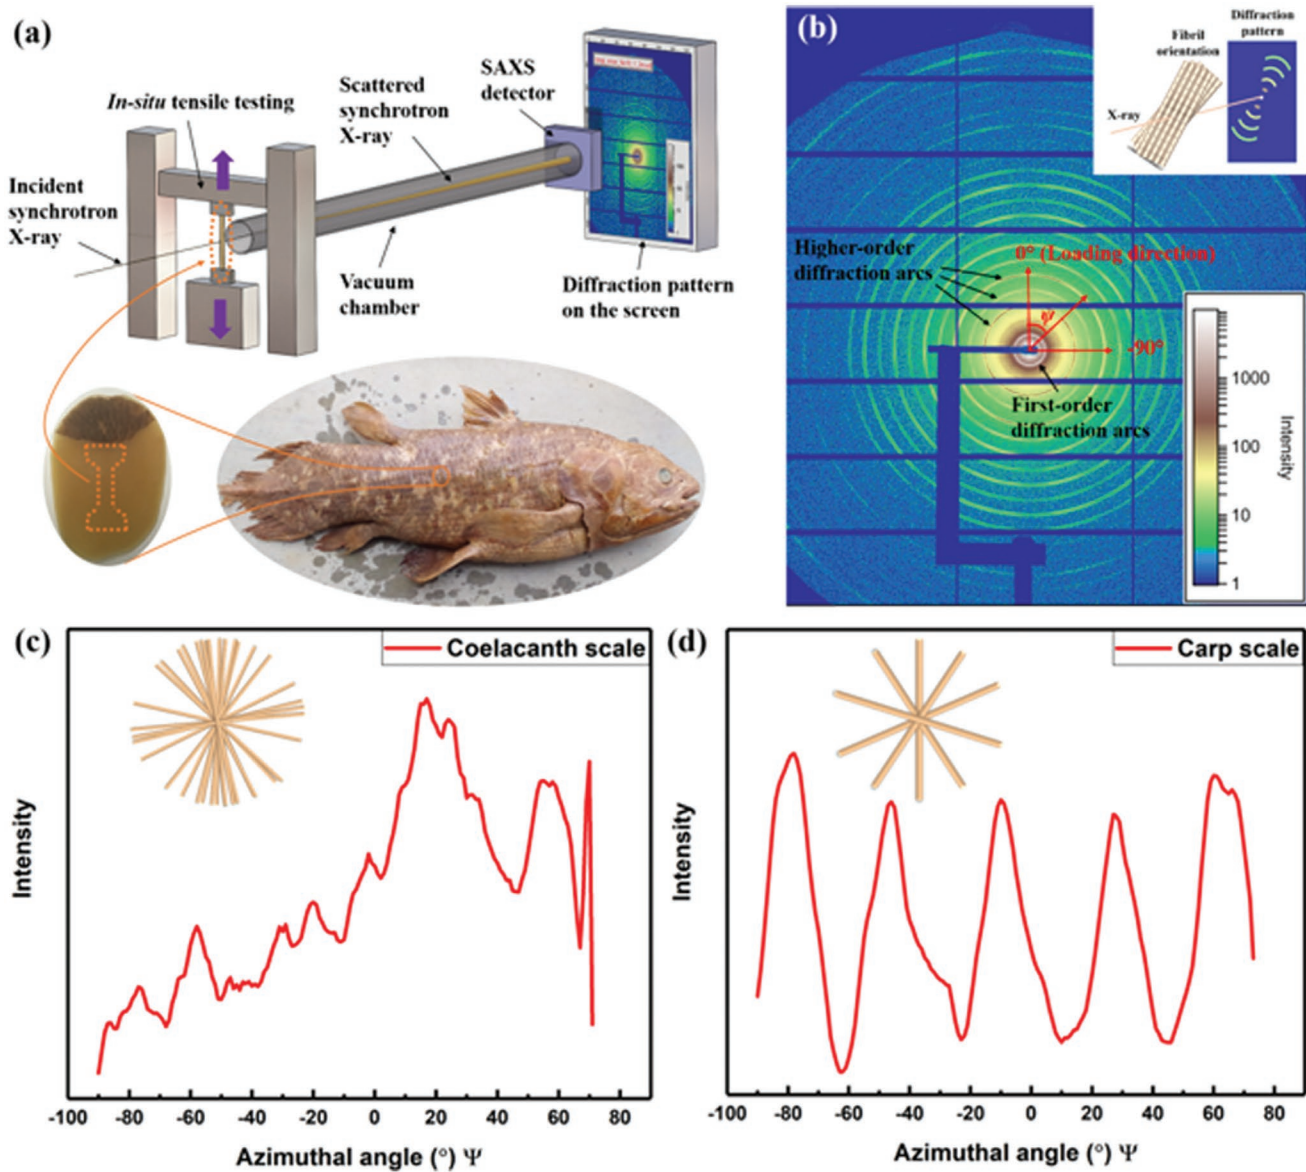 (a)
In-situ tensile testing
Incident
synchrotron
X-ray
Scattered
synchrotron
X-ray
SAXS
detector
Vacuum
chamber
Diffraction pattern
on the screen
(b)
Fibril
orientation
Diffraction
pattern
X-ray
Higher-order
diffraction arcs
0° (Loading direction)
Ψ
-90°
First-order
diffraction arcs
1000
100
10
1
Intensity
(c)
Coelacanth scale
Intensity
-100 -80 -60 -40 -20 0 20 40 60 80
Azimuthal angle (°) Ψ
(d)
Carp scale
Intensity
-100 -80 -60 -40 -20 0 20 40 60 80
Azimuthal angle (°) Ψ